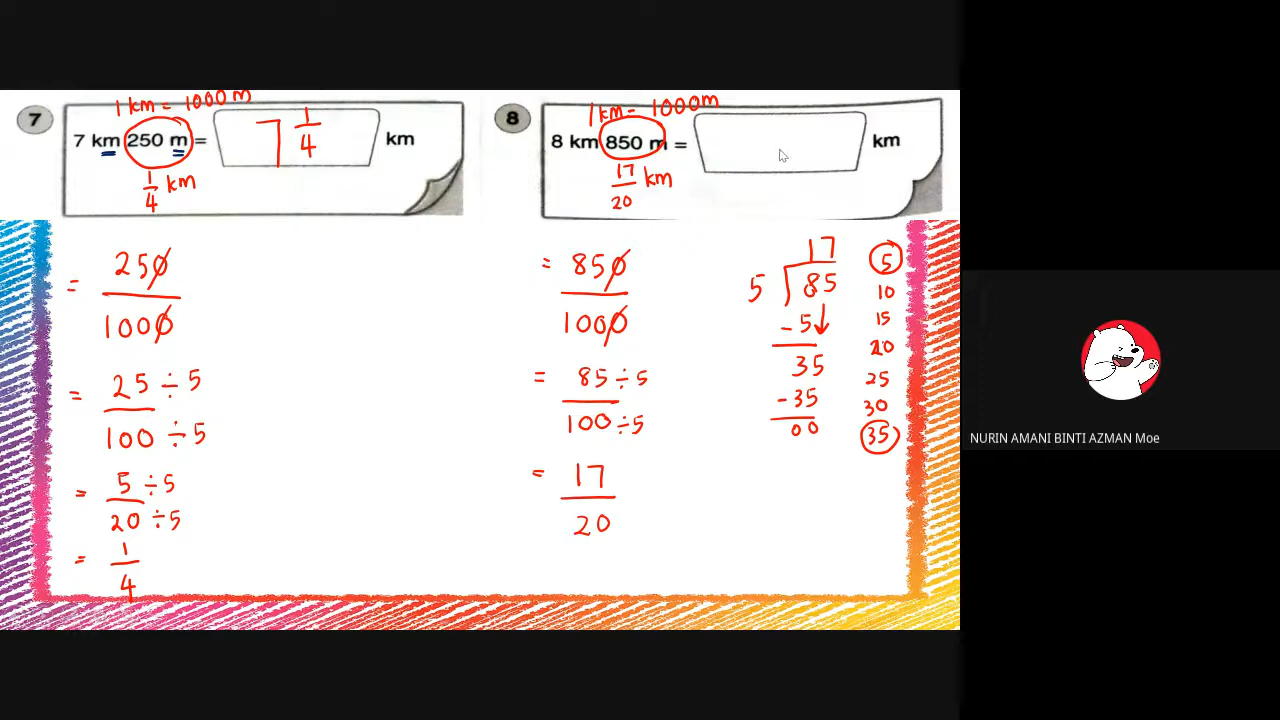 1 km = 1000 m
7
7 km 250 m = 7 1/4 km
1/4 km
= 250/1000
= 25 ÷ 5/100 ÷ 5
= 5 ÷ 5/20 ÷ 5
= 1/4
1 km = 1000 m
8
8 km 850 m = km
17/20 km
= 850/1000
= 85 ÷ 5/100 ÷ 5
= 17/20
17
5 85
- 5
35
- 35
00
5
10
15
20
25
30
35
NURIN AMANI BINTI AZMAN Moe